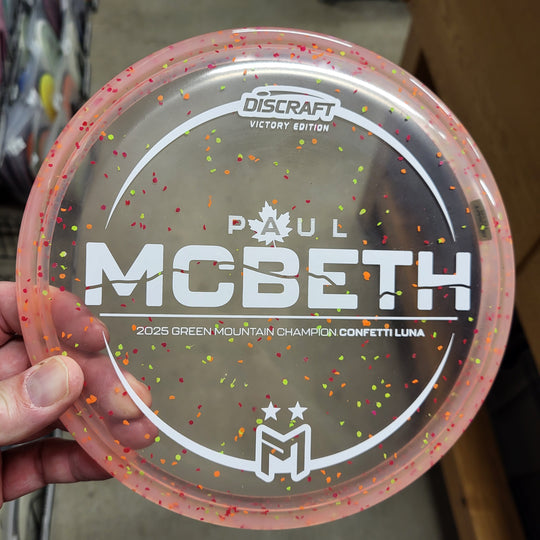 DISCRAFT
VICTORY EDITION
PAUL
MCBETH
2025 GREEN MOUNTAIN CHAMPION CONFETTI LUNA
M